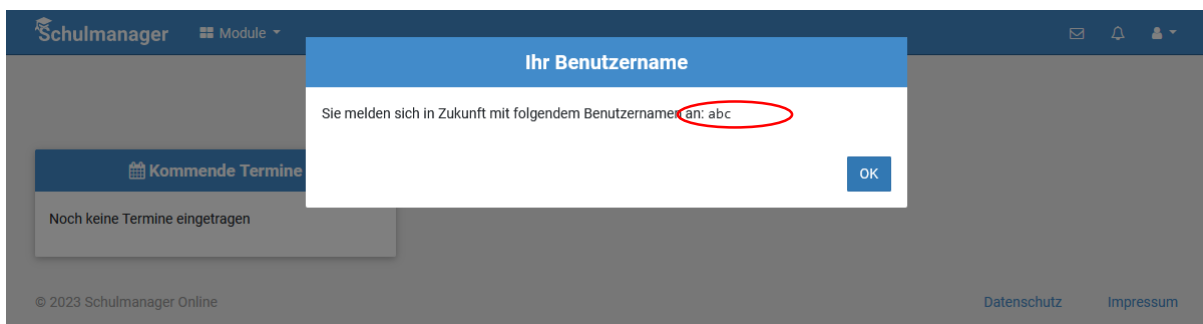 Schulmanager Module
Ihr Benutzername
Sie melden sich in Zukunft mit folgendem Benutzernamen an: abc
OK
Kommende Termine
Noch keine Termine eingetragen
© 2023 Schulmanager Online Datenschutz Impressum